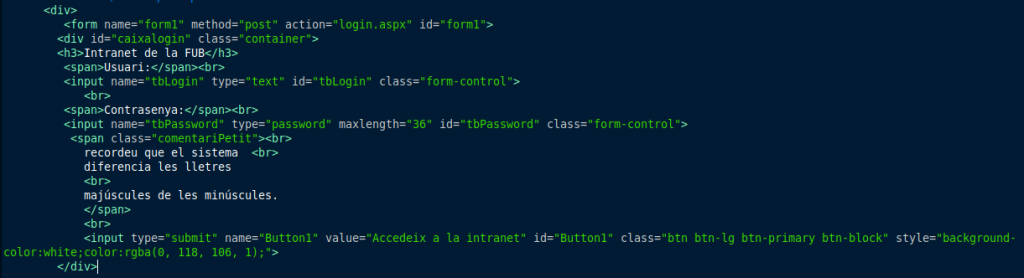 <div>
<form name="form1" method="post" action="login.aspx" id="form1">
<div id="caixalogin" class="container">
<h3>Intranet de la FUB</h3>
<span>Usuari:</span><br>
<input name="tbLogin" type="text" id="tbLogin" class="form-control">
<br>
<span>Contrasenya:</span><br>
<input name="tbPassword" type="password" maxlength="36" id="tbPassword" class="form-control">
<span class="comentariPetit"><br>
recordeu que el sistema <br>
diferencia les lletres
<br>
majúscules de les minúscules.
</span>
<br>
<input type="submit" name="Button1" value="Accedeix a la intranet" id="Button1" class="btn btn-lg btn-primary btn-block" style="background-
color:white;color:rgba(0, 118, 106, 1);">
</div>